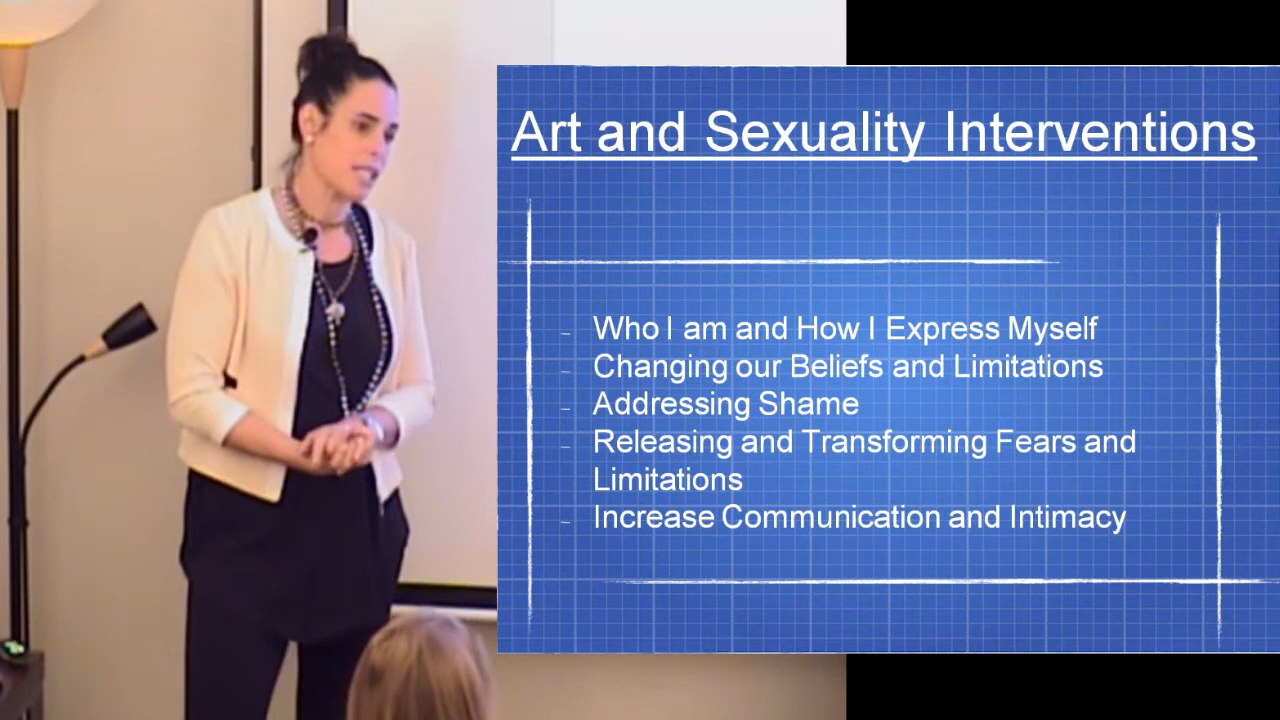 Art and Sexuality Interventions
- Who I am and How I Express Myself
- Changing our Beliefs and Limitations
- Addressing Shame
- Releasing and Transforming Fears and
Limitations
- Increase Communication and Intimacy